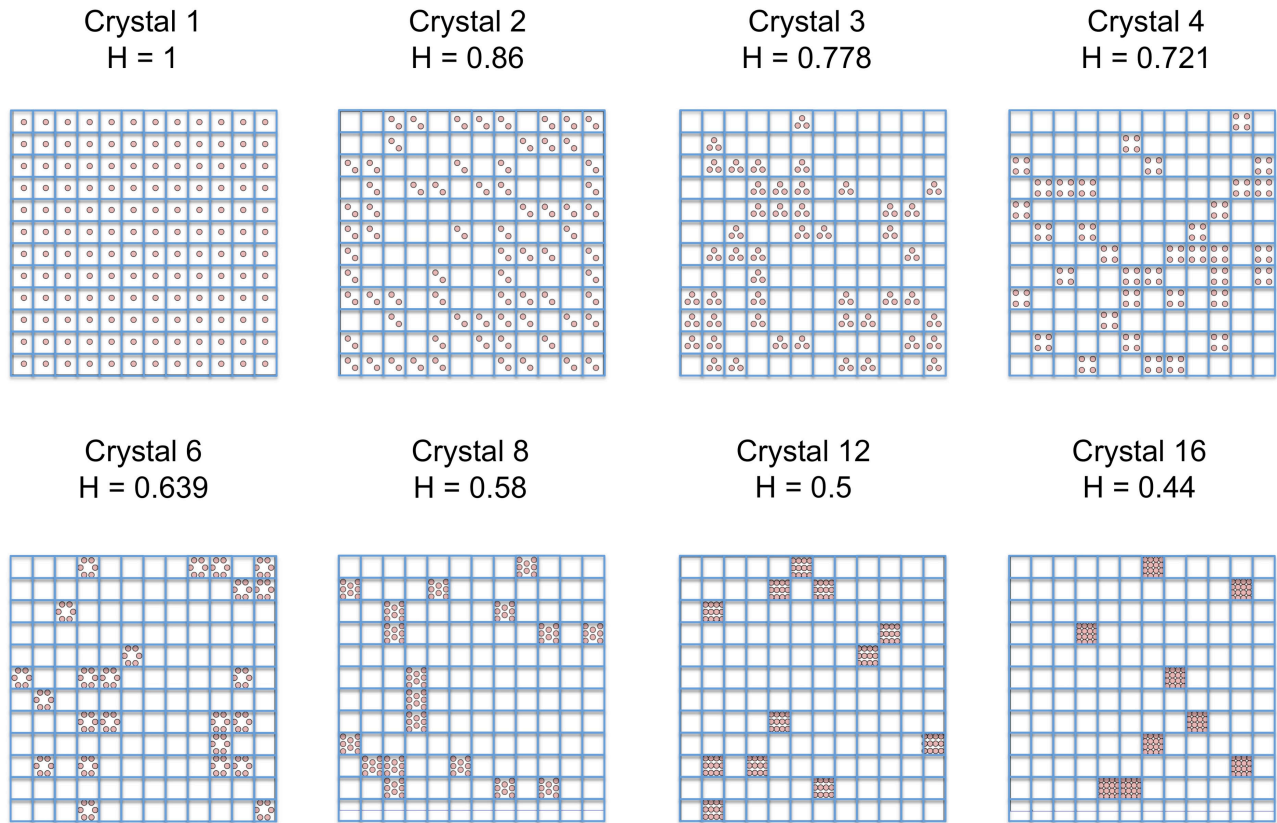 Crystal 1
H = 1
Crystal 2
H = 0.86
Crystal 3
H = 0.778
Crystal 4
H = 0.721
Crystal 6
H = 0.639
Crystal 8
H = 0.58
Crystal 12
H = 0.5
Crystal 16
H = 0.44